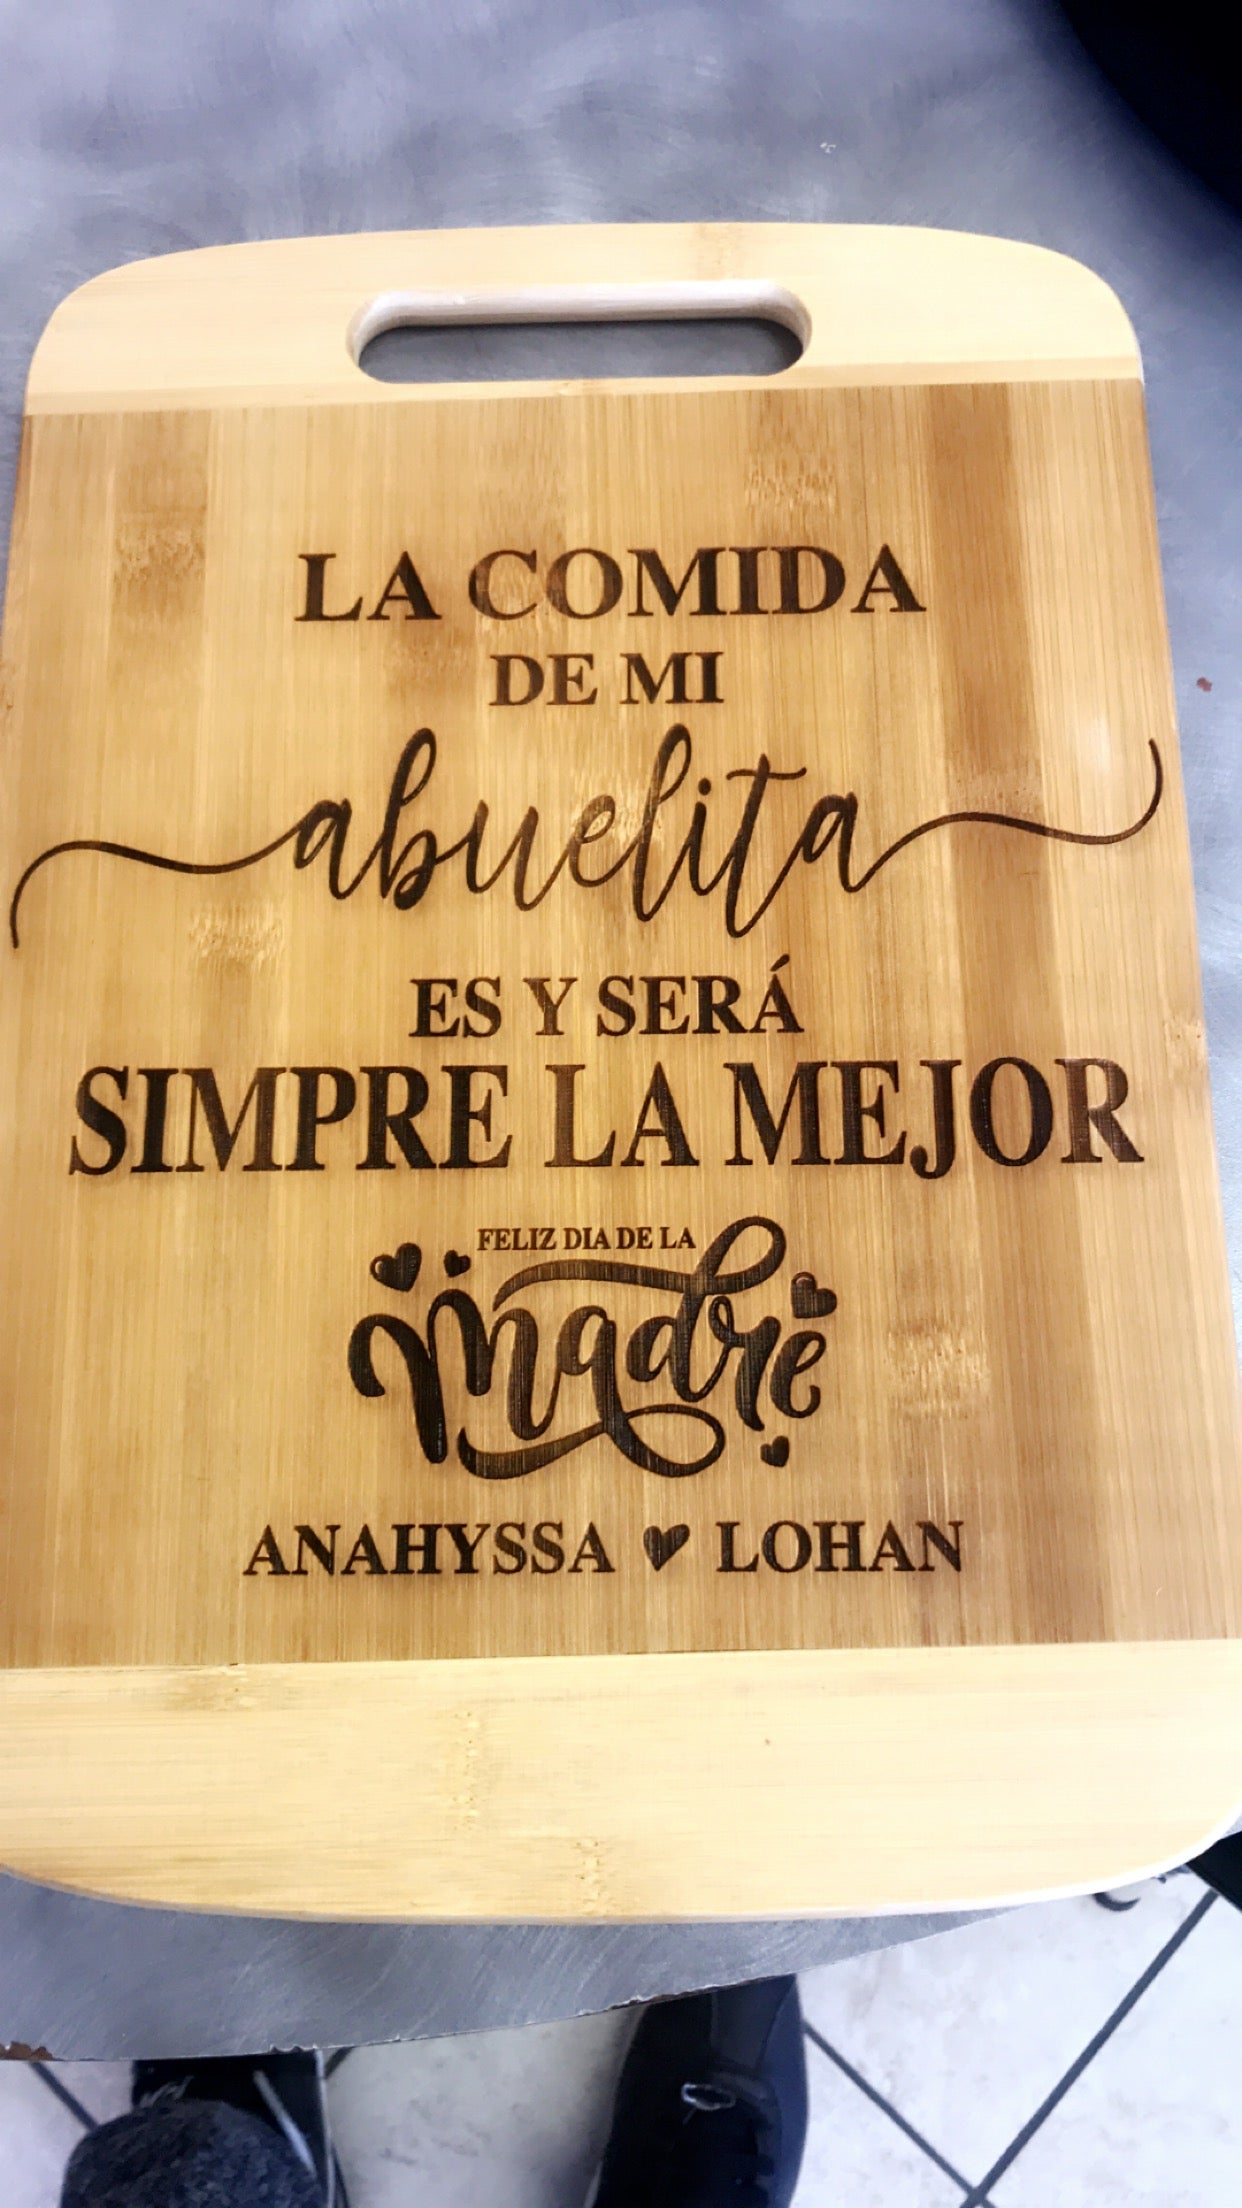 LA COMIDA
DE MI
abuelita
ES Y SERÁ
SIMPRE LA MEJOR
FELIZ DIA DE LA
madre
ANAHYSSA ♥ LOHAN